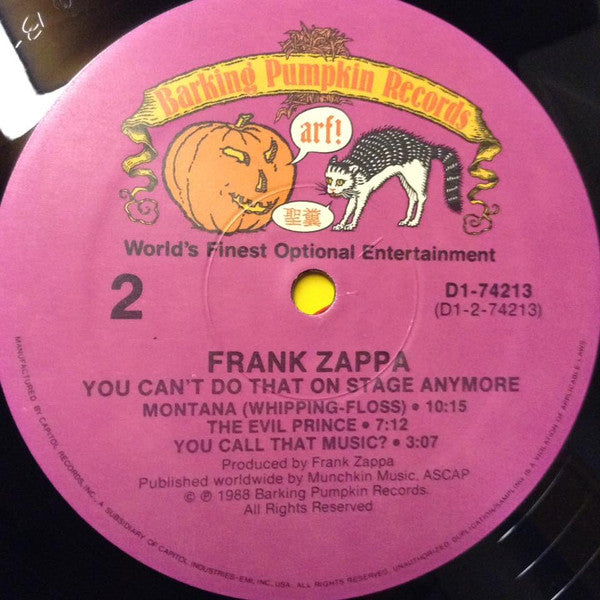 Barking Pumpkin Records
arf!
聖糞
World's Finest Optional Entertainment
2
D1-74213
(D1-2-74213)
FRANK ZAPPA
YOU CAN'T DO THAT ON STAGE ANYMORE
MONTANA (WHIPPING-FLOSS) • 10:15
THE EVIL PRINCE • 7:12
YOU CALL THAT MUSIC? • 3:07
Produced by Frank Zappa
Published worldwide by Munchkin Music, ASCAP
© ℗ 1988 Barking Pumpkin Records.
All Rights Reserved
MANUFACTURED BY CAPITOL RECORDS, INC., A SUBSIDIARY OF CAPITOL INDUSTRIES-EMI, INC., USA. ALL RIGHTS RESERVED. UNAUTHORIZED DUPLICATION/SAMPLING IS A VIOLATION OF APPLICABLE LAWS.